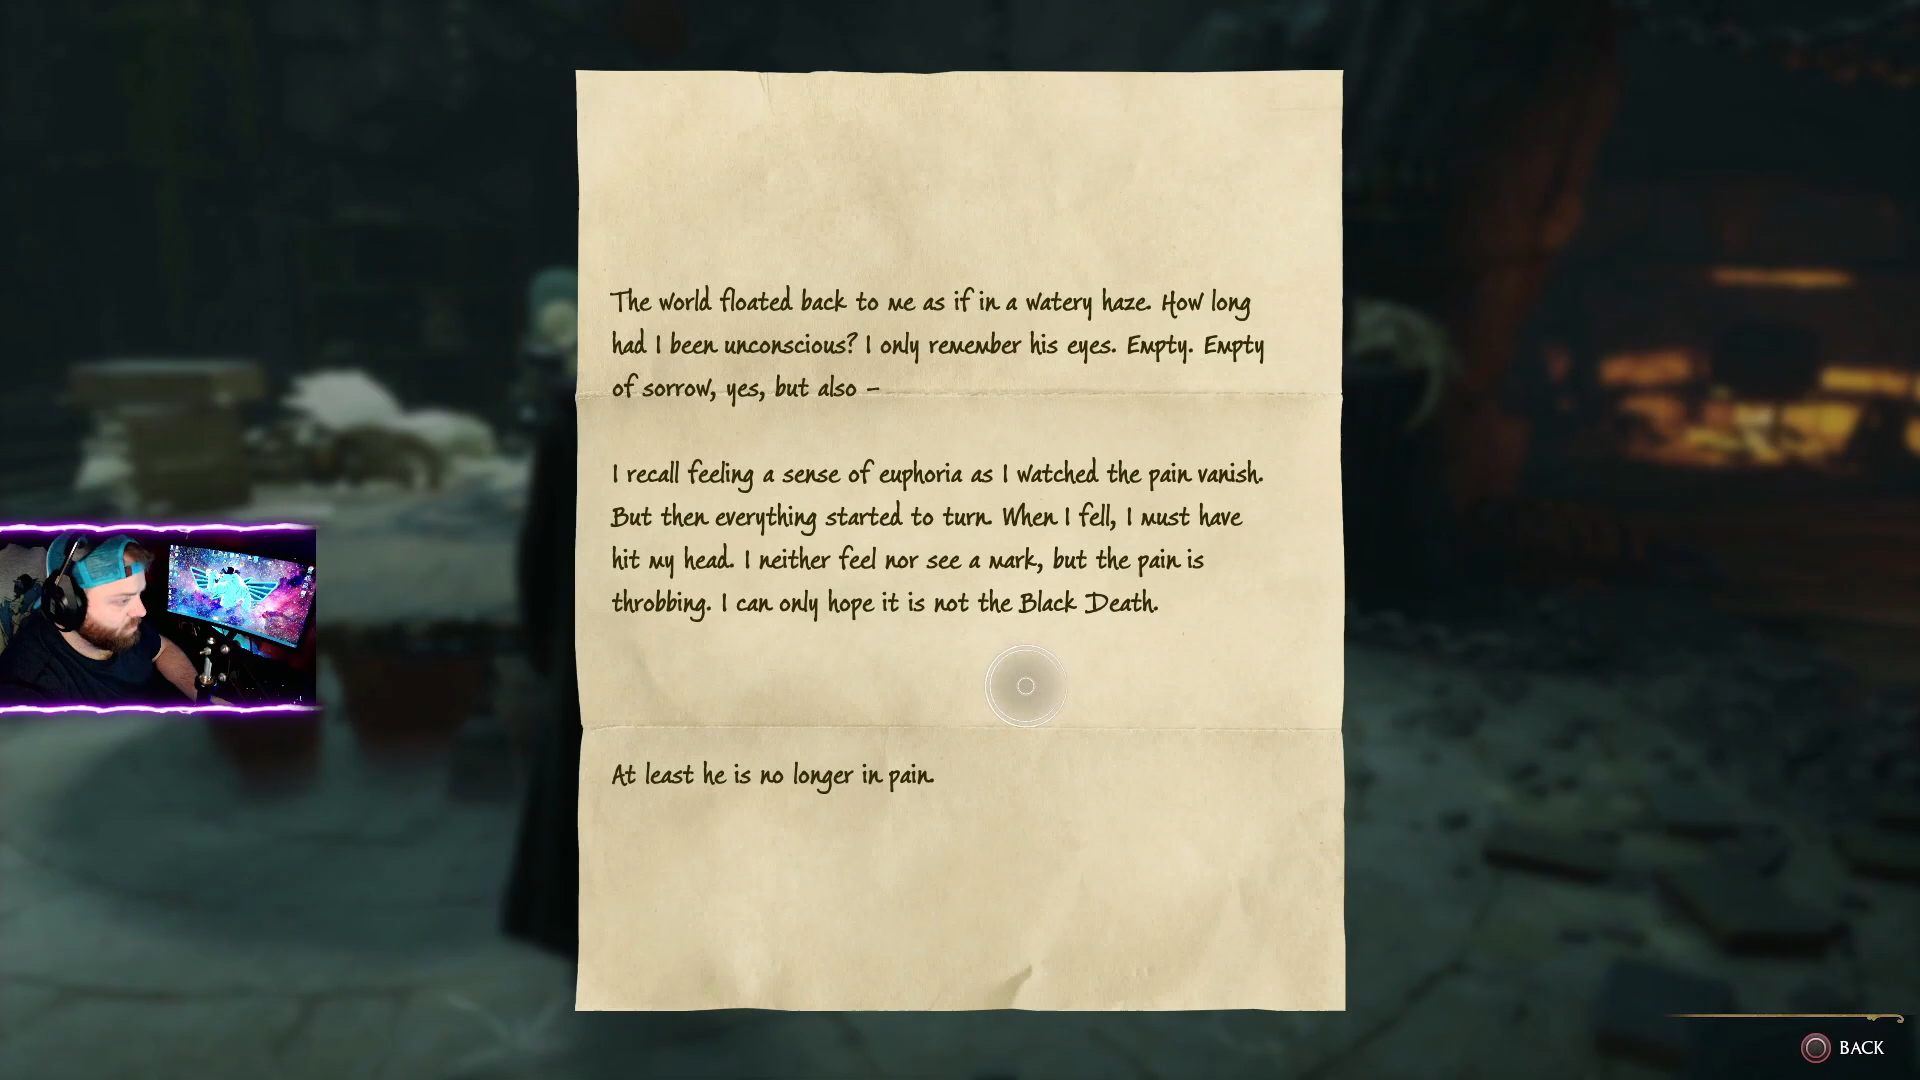 The world floated back to me as if in a watery haze. How long
had I been unconscious? I only remember his eyes. Empty. Empty
of sorrow, yes, but also –
I recall feeling a sense of euphoria as I watched the pain vanish.
But then everything started to turn. When I fell, I must have
hit my head. I neither feel nor see a mark, but the pain is
throbbing. I can only hope it is not the Black Death.
At least he is no longer in pain.
BACK